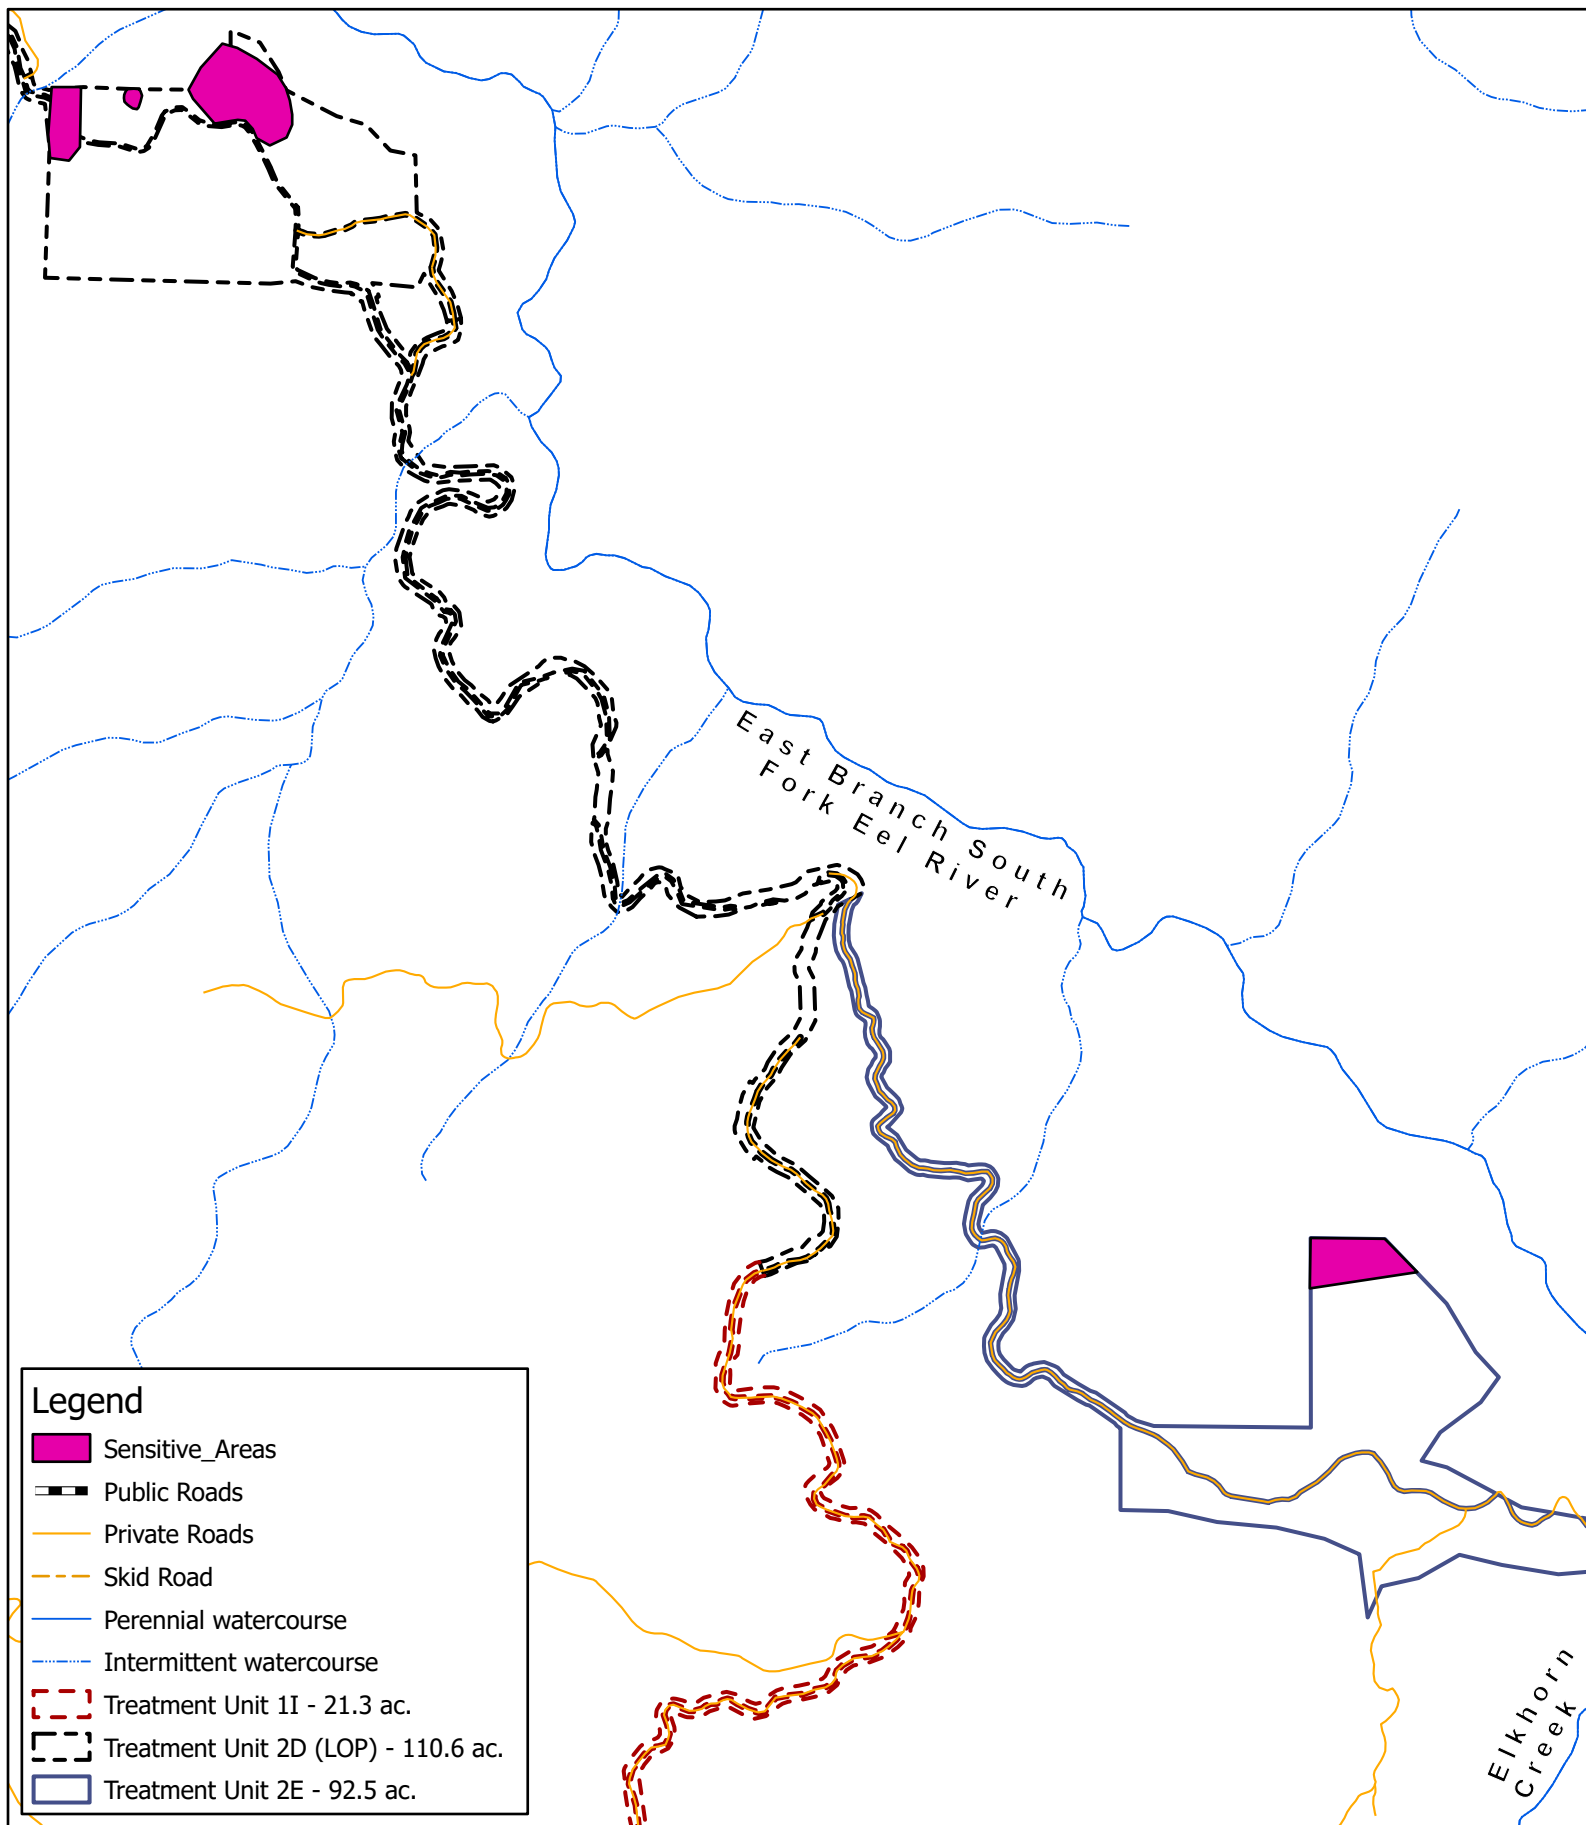 East Branch South
Fork Eel River
Elkhorn
Creek
Legend
Sensitive_Areas
Public Roads
Private Roads
Skid Road
Perennial watercourse
Intermittent watercourse
Treatment Unit 1I - 21.3 ac.
Treatment Unit 2D (LOP) - 110.6 ac.
Treatment Unit 2E - 92.5 ac.